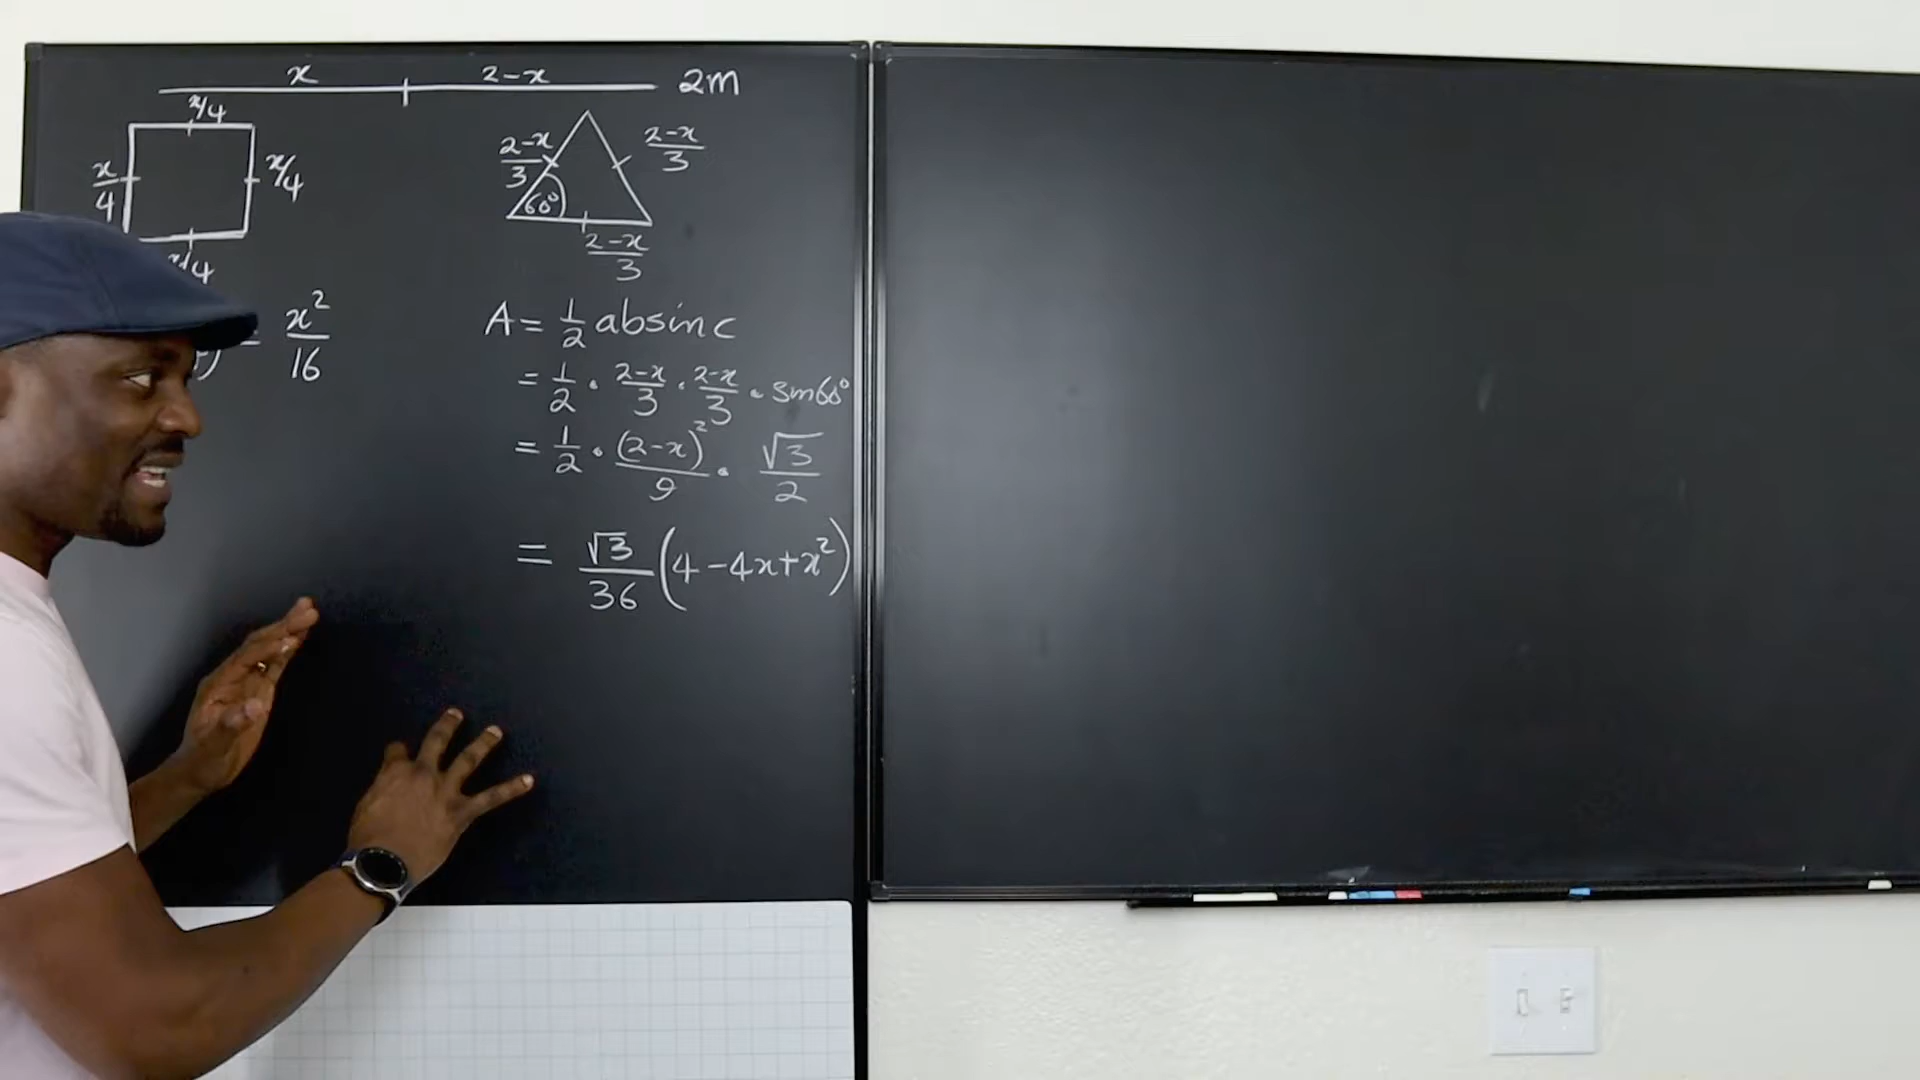 x 2-x 2m
x/4
x/4 x/4
2-x/3 2-x/3
60°
x/4
2-x/3
) = x²/16
A = 1/2 absinc
= 1/2 · 2-x/3 · 2-x/3 · sin60°
= 1/2 · (2-x)²/9 · √3/2
= √3/36 (4-4x+x²)